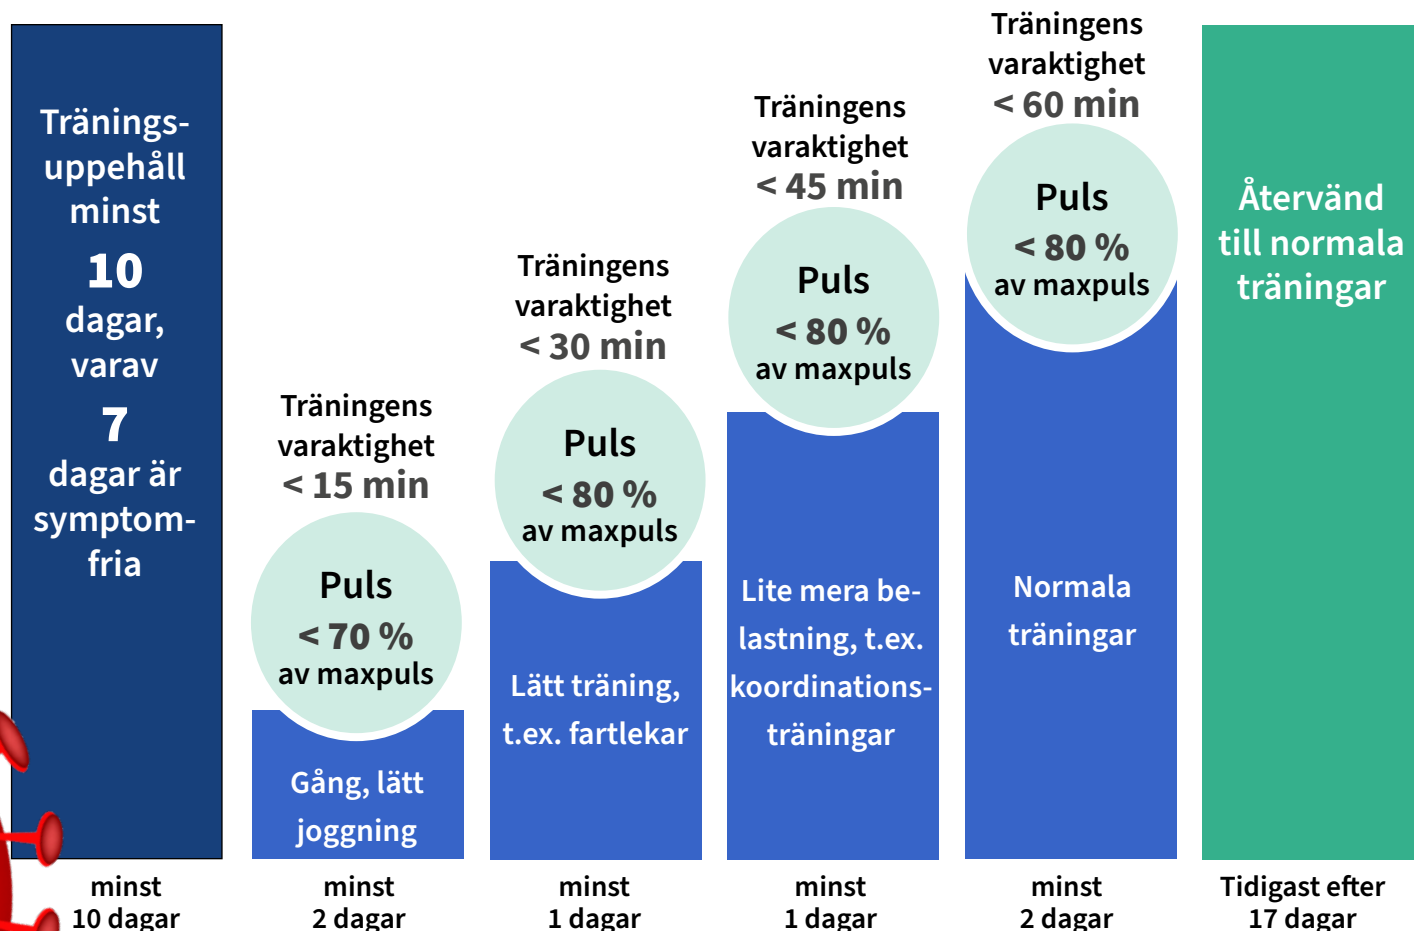 Tränings-
uppehåll
minst
10
dagar,
varav
7
dagar är
symptom-
fria
minst
10 dagar
Träningens
varaktighet
< 15 min
Puls
< 70 %
av maxpuls
Gång, lätt
joggning
minst
2 dagar
Träningens
varaktighet
< 30 min
Puls
< 80 %
av maxpuls
Lätt träning,
t.ex. fartlekar
minst
1 dagar
Träningens
varaktighet
< 45 min
Puls
< 80 %
av maxpuls
Lite mera be-
lastning, t.ex.
koordinations-
träningar
minst
1 dagar
Träningens
varaktighet
< 60 min
Puls
< 80 %
av maxpuls
Normala
träningar
minst
2 dagar
Återvänd
till normala
träningar
Tidigast efter
17 dagar